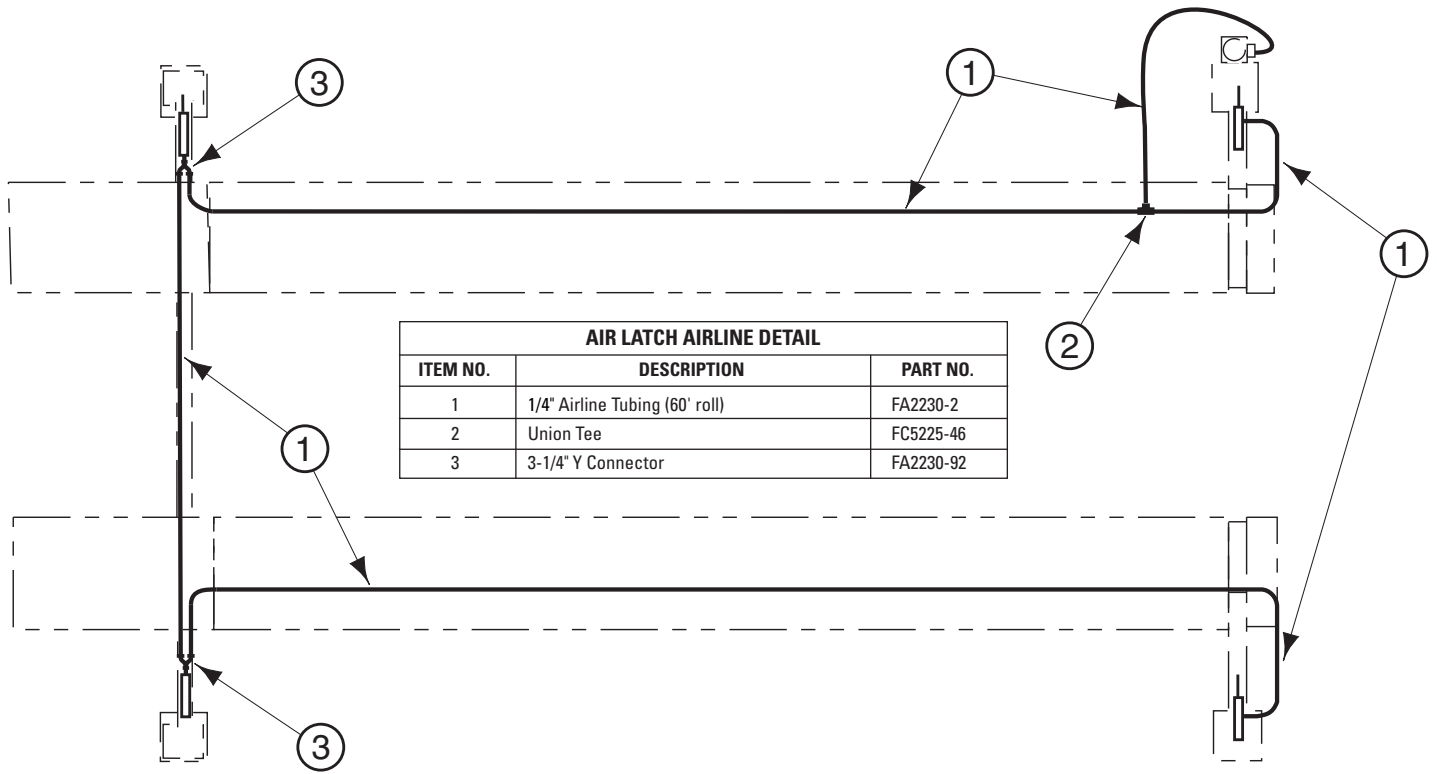 3
1
1
2
AIR LATCH AIRLINE DETAIL
ITEM NO. DESCRIPTION PART NO.
1 1/4" Airline Tubing (60' roll) FA2230-2
2 Union Tee FC5225-46
3 3-1/4" Y Connector FA2230-92
1
3